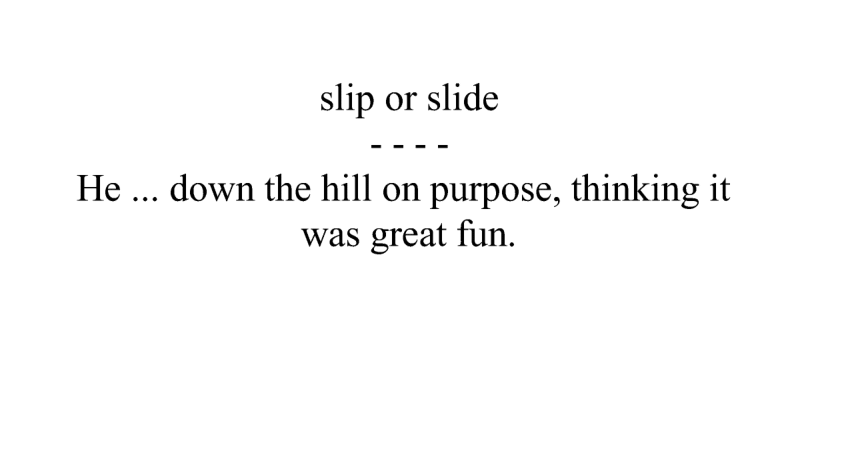 slip or slide
- - - -
He ... down the hill on purpose, thinking it
was great fun.